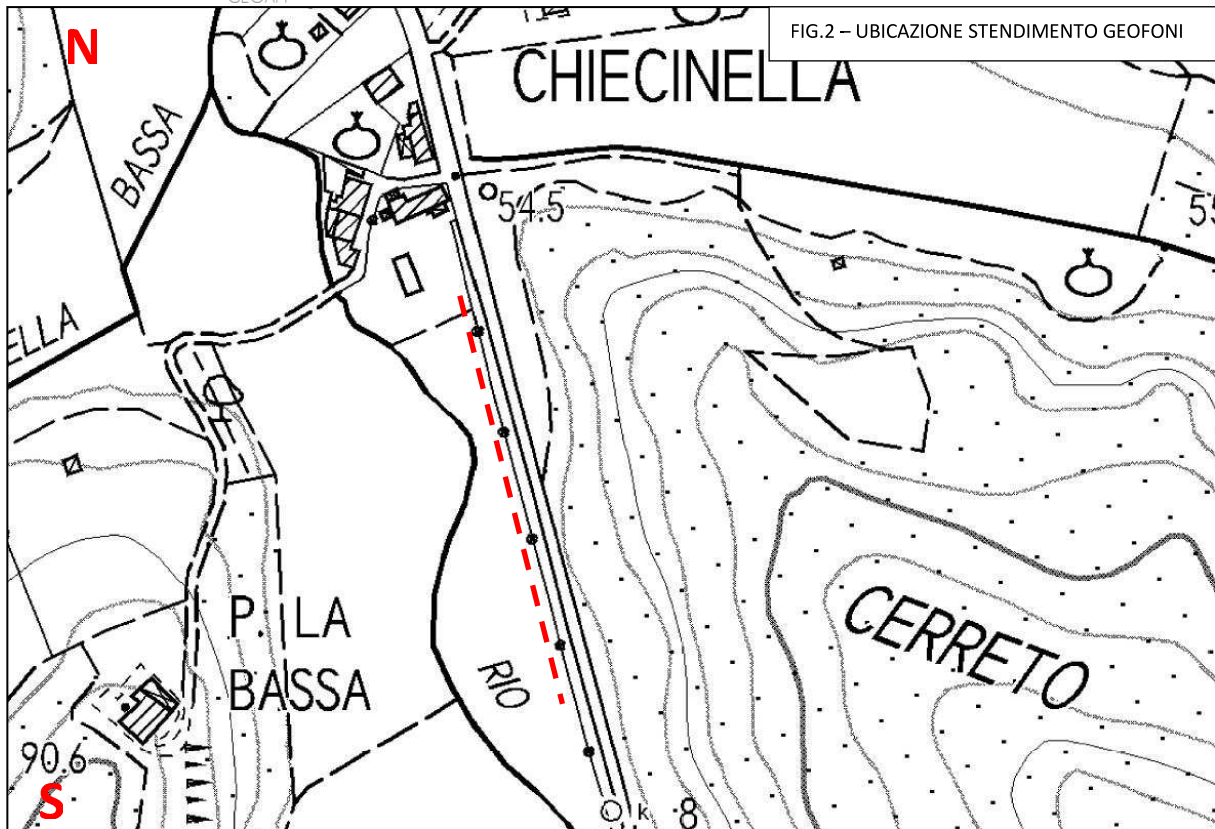 FIG.2 – UBICAZIONE STENDIMENTO GEOFONI
N
CHIECINELLA
BASSA
54.5
ELLA
P. LA
BASSA
RIO
CERRETO
90.6
S
k 8